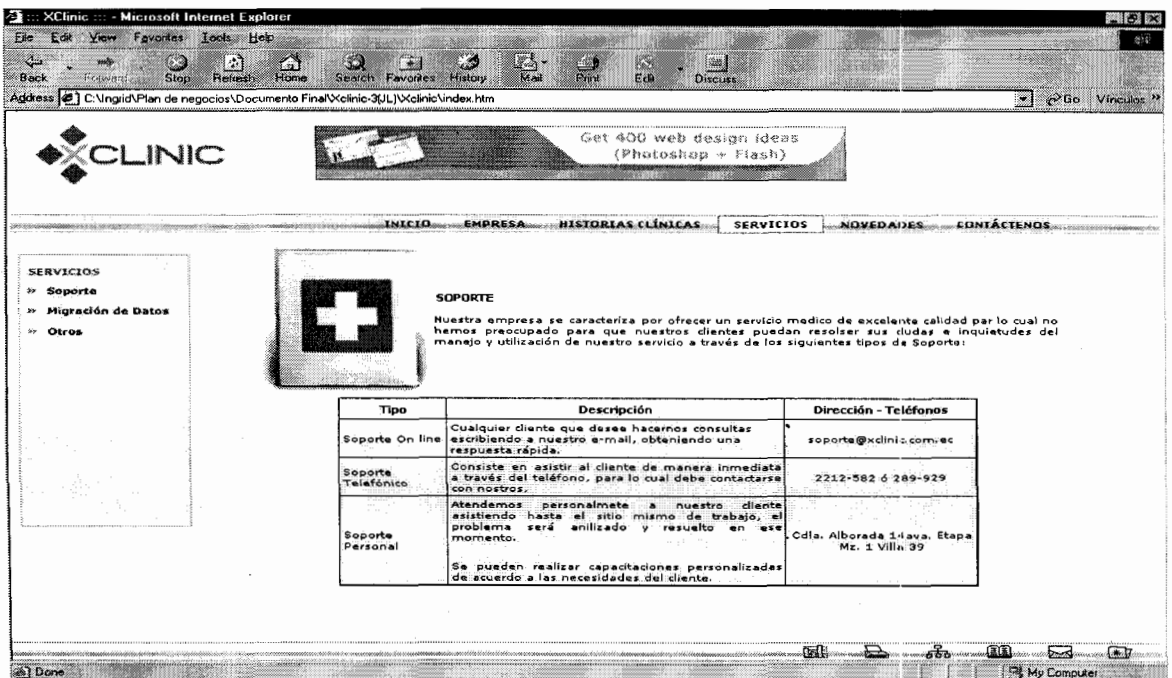 ::: XClinic ::: - Microsoft Internet Explorer
File Edit View Favorites Tools Help
Back Forward Stop Refresh Home Search Favorites History Mail Print Edit Discuss
Address C:\Ingrid\Plan de negocios\Documento Final\Xclinic-3(JL)\Xclinic\index.htm Go Vínculos »
XCLINIC
Get 400 web design ideas
(Photoshop + Flash)
INICIO EMPRESA HISTORIAS CLÍNICAS SERVICIOS NOVEDADES CONTÁCTENOS
SERVICIOS
» Soporte
» Migración de Datos
» Otros
SOPORTE
Nuestra empresa se caracteriza por ofrecer un servicio medico de excelente calidad por lo cual no
hemos preocupado para que nuestros clientes puedan resolser sus dudas e inquietudes del
manejo y utilización de nuestro servicio a través de los siguientes tipos de Soporte:
Tipo Descripción Dirección - Teléfonos
Cualquier cliente que desee hacernos consultas
Soporte On line escribiendo a nuestro e-mail, obteniendo una soporte@xclinic.com.ec
respuesta rápida.
Consiste en asistir al cliente de manera inmediata
Soporte Telefónico a través del teléfono, para lo cual debe contactarse 2212-582 ó 289-929
con nostros.
Atendemos personalmete a nuestro cliente
asistiendo hasta el sitio mismo de trabajo, el
problema será anilizado y resuelto en ese
momento.
Soporte Personal
Cdla. Alborada 14ava. Etapa
Mz. 1 Villa 39
Se pueden realizar capacitaciones personalizadas
de acuerdo a las necesidades del cliente.
Done My Computer